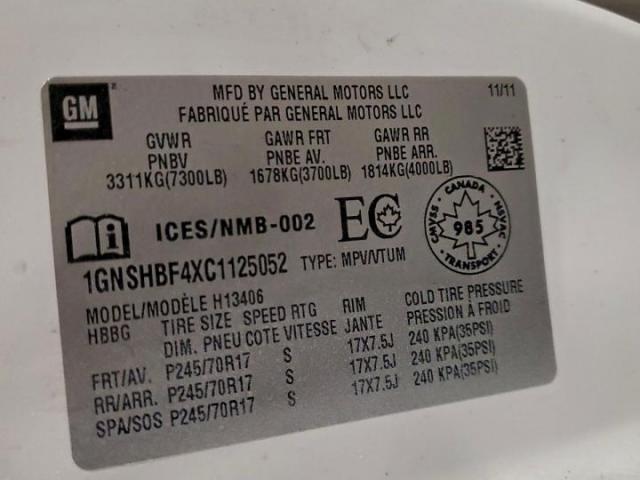 GM
MFD BY GENERAL MOTORS LLC 11/11
FABRIQUÉ PAR GENERAL MOTORS LLC
GVWR GAWR FRT GAWR RR
PNBV PNBE AV. PNBE ARR.
3311KG(7300LB) 1678KG(3700LB) 1814KG(4000LB)
ICES/NMB-002 EC CANADA CMVSS NSVAC 985 TRANSPORT
1GNSHBF4XC1125052 TYPE: MPV/VTUM
MODEL/MODÈLE H13406
HBBG TIRE SIZE SPEED RTG RIM COLD TIRE PRESSURE
DIM. PNEU COTE VITESSE JANTE PRESSION À FROID
FRT/AV. P245/70R17 S 17X7.5J 240 KPA(35PSI)
RR/ARR. P245/70R17 S 17X7.5J 240 KPA(35PSI)
SPA/SOS P245/70R17 S 17X7.5J 240 KPA(35PSI)